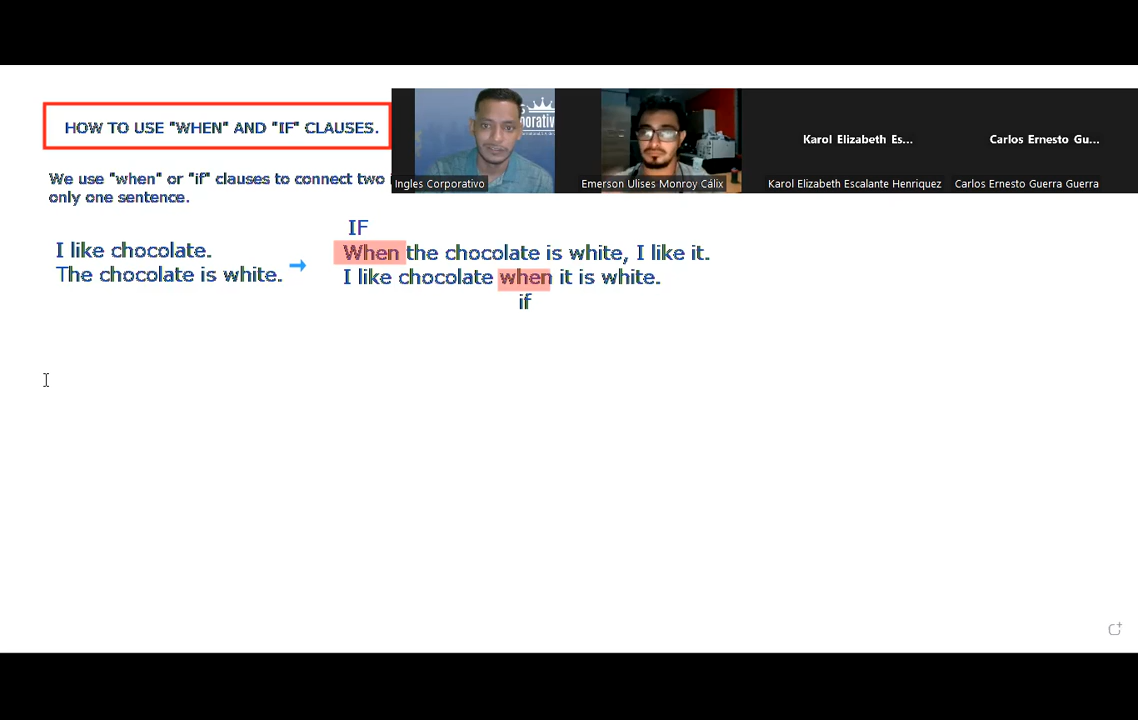 HOW TO USE "WHEN" AND "IF" CLAUSES.
We use "when" or "if" clauses to connect two
only one sentence.
I like chocolate.
The chocolate is white.
IF
When the chocolate is white, I like it.
I like chocolate when it is white.
if
Ingles Corporativo
Emerson Ulises Monroy Cálix
Karol Elizabeth Es...
Karol Elizabeth Escalante Henriquez
Carlos Ernesto Gu...
Carlos Ernesto Guerra Guerra